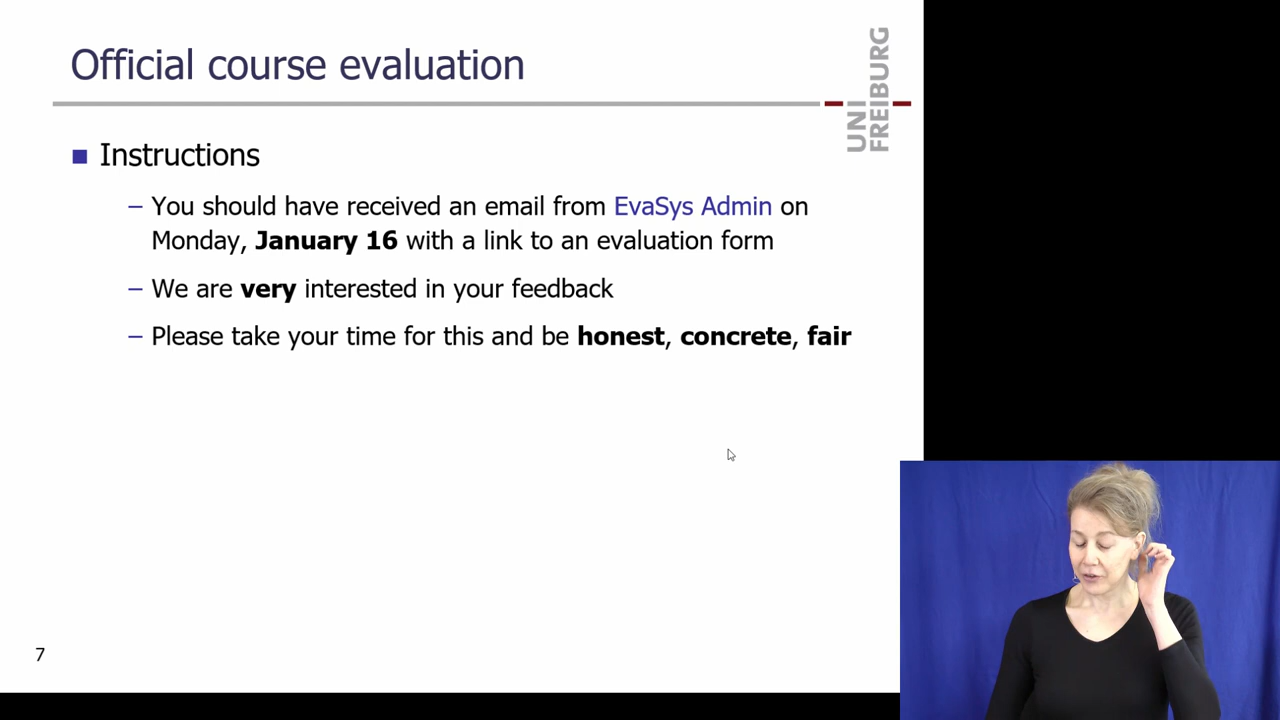 Official course evaluation
UNI
FREIBURG
Instructions
– You should have received an email from EvaSys Admin on
Monday, January 16 with a link to an evaluation form
– We are very interested in your feedback
– Please take your time for this and be honest, concrete, fair
7